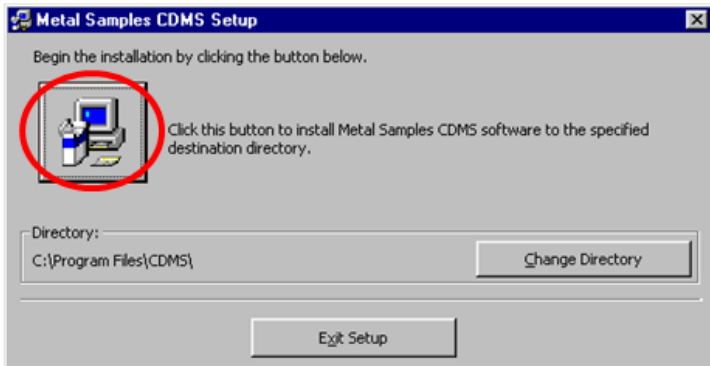 Metal Samples CDMS Setup
Begin the installation by clicking the button below.
Click this button to install Metal Samples CDMS software to the specified
destination directory.
Directory:
C:\Program Files\CDMS\
Change Directory
Exit Setup